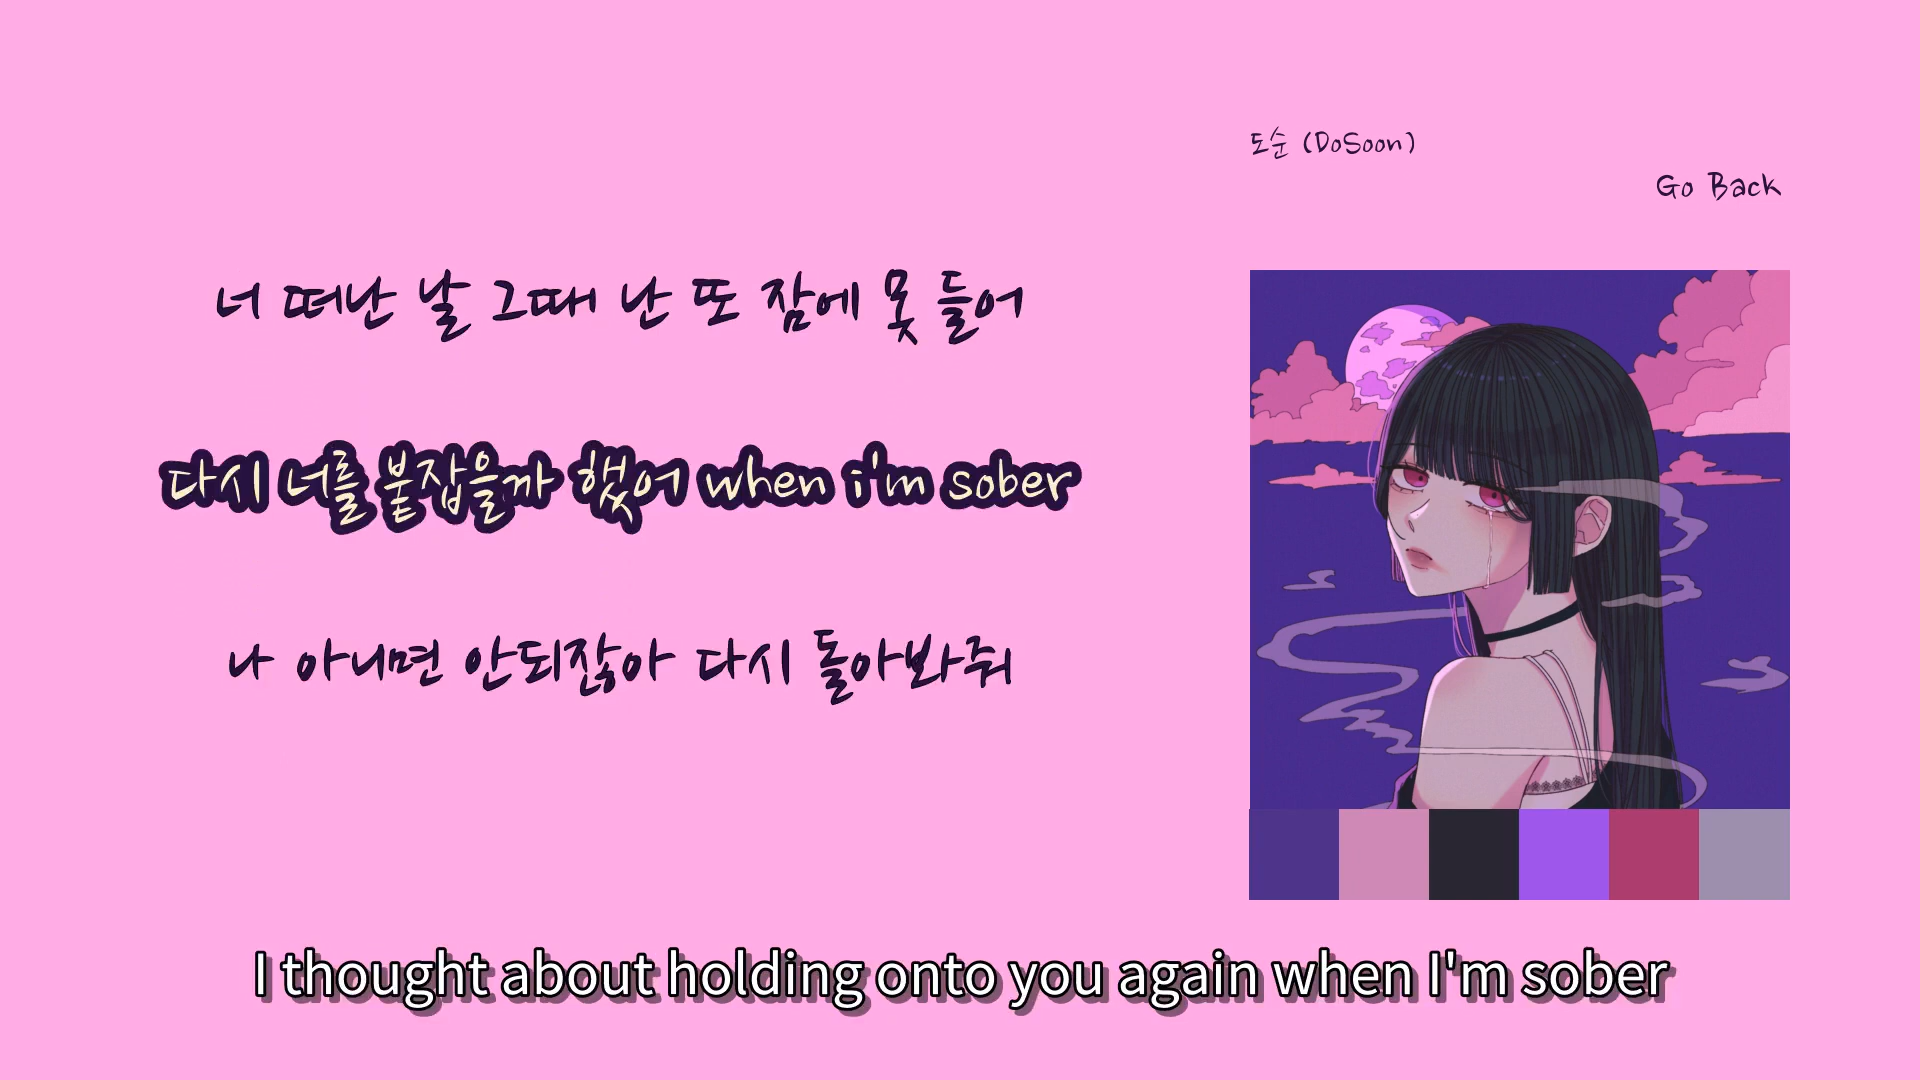 도순 (DoSoon)
Go Back
너 떠난 날 그때 난 또 잠에 못 들어
다시 너를 붙잡을까 했어 when i'm sober
나 아니면 안되잖아 다시 돌아봐줘
I thought about holding onto you again when I'm sober